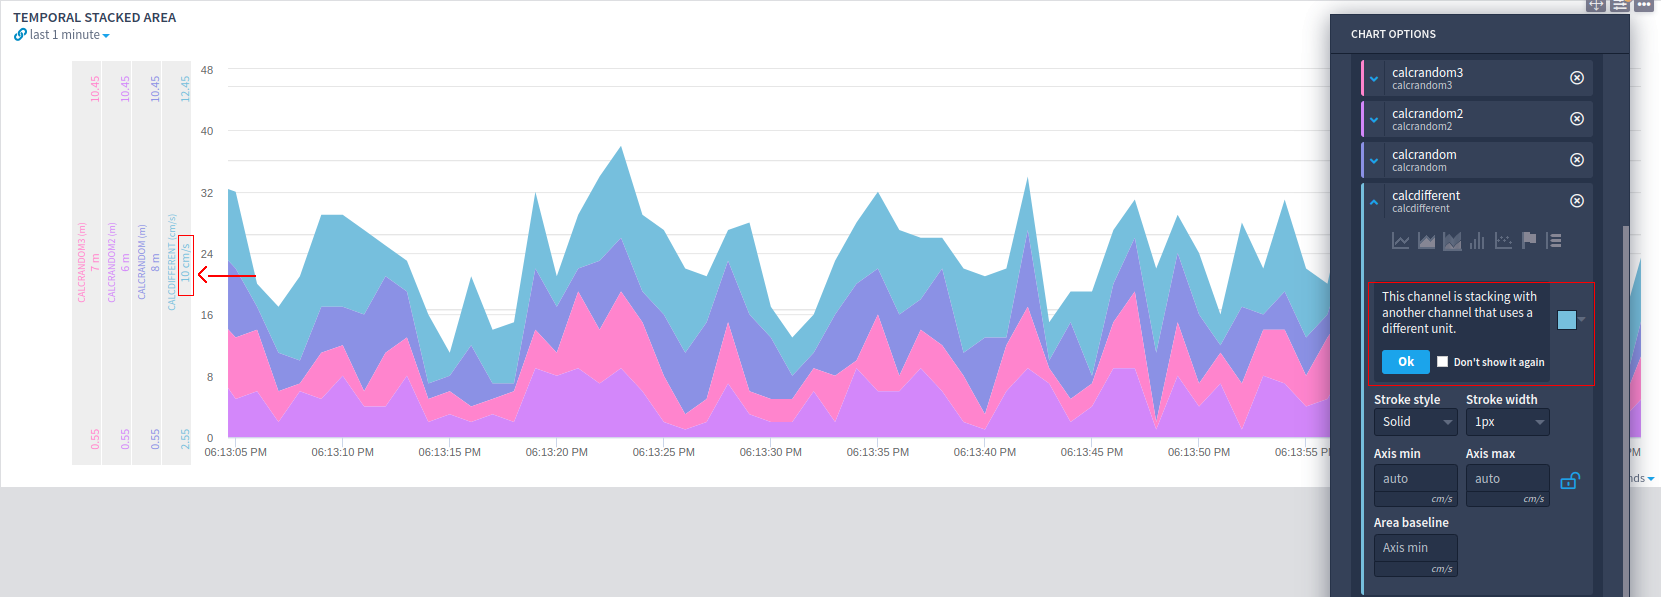 TEMPORAL STACKED AREA
last 1 minute
CALCRANDOM3 (m)
0.55
7 m
10.45
CALCRANDOM2 (m)
0.55
6 m
10.45
CALCRANDOM (m)
0.55
8 m
10.45
CALCDIFFERENT (cm/s)
2.55
10 cm/s
12.45
48
40
32
24
16
8
0
06:13:05 PM 06:13:10 PM 06:13:15 PM 06:13:20 PM 06:13:25 PM 06:13:30 PM 06:13:35 PM 06:13:40 PM 06:13:45 PM 06:13:50 PM 06:13:55 P
PM
nds
CHART OPTIONS
calcrandom3
calcrandom3
calcrandom2
calcrandom2
calcrandom
calcrandom
calcdifferent
calcdifferent
This channel is stacking with
another channel that uses a
different unit.
Ok Don't show it again
Stroke style Stroke width
Solid 1px
Axis min Axis max
auto auto
cm/s cm/s
Area baseline
Axis min
cm/s